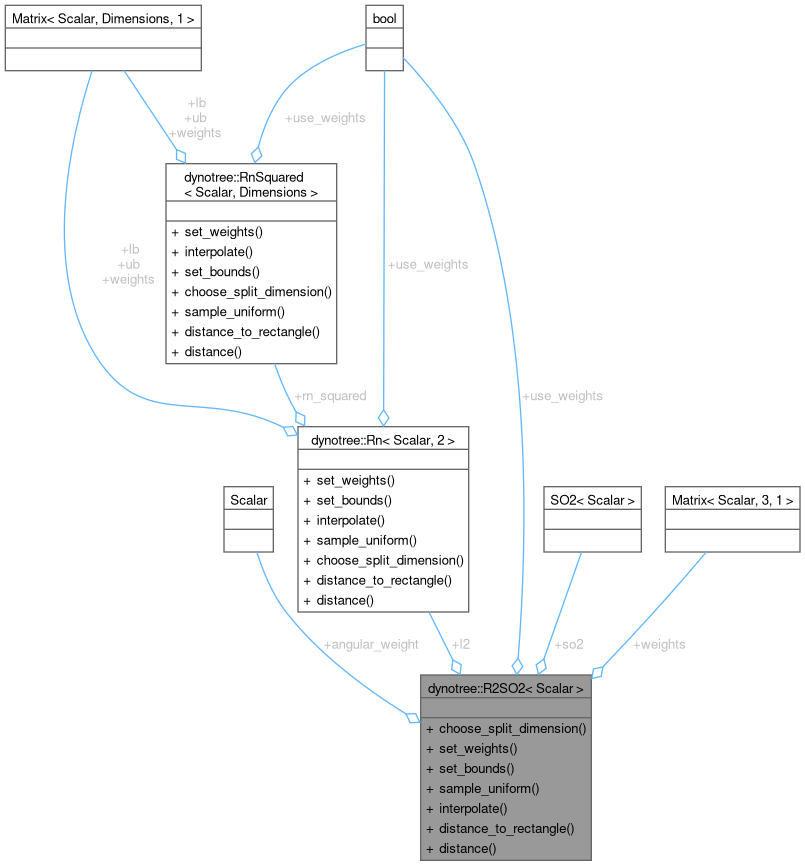 Matrix< Scalar, Dimensions, 1 >
bool
+lb
+ub
+weights
+use_weights
dynotree::RnSquared
< Scalar, Dimensions >
+ set_weights()
+ interpolate()
+ set_bounds()
+ choose_split_dimension()
+ sample_uniform()
+ distance_to_rectangle()
+ distance()
+lb
+ub
+weights
+use_weights
+rn_squared
+use_weights
dynotree::Rn< Scalar, 2 >
+ set_weights()
+ set_bounds()
+ interpolate()
+ sample_uniform()
+ choose_split_dimension()
+ distance_to_rectangle()
+ distance()
Scalar
SO2< Scalar >
Matrix< Scalar, 3, 1 >
+angular_weight
+l2
+so2
+weights
dynotree::R2SO2< Scalar >
+ choose_split_dimension()
+ set_weights()
+ set_bounds()
+ sample_uniform()
+ interpolate()
+ distance_to_rectangle()
+ distance()